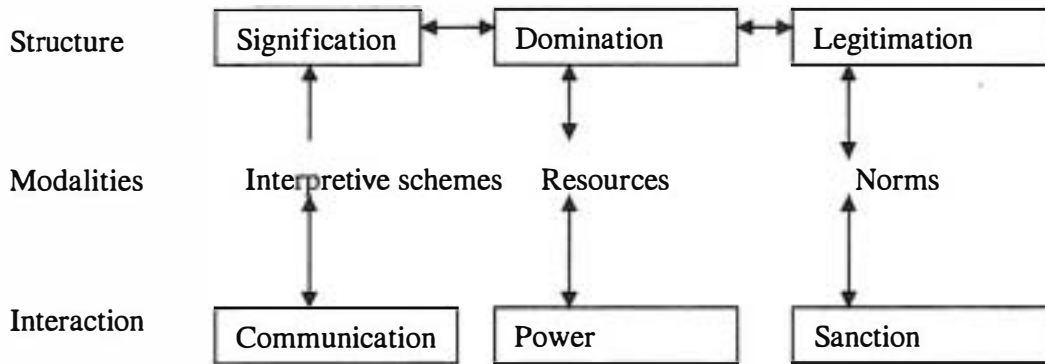 Structure Signification Domination Legitimation
Modalities Interpretive schemes Resources Norms
Interaction Communication Power Sanction